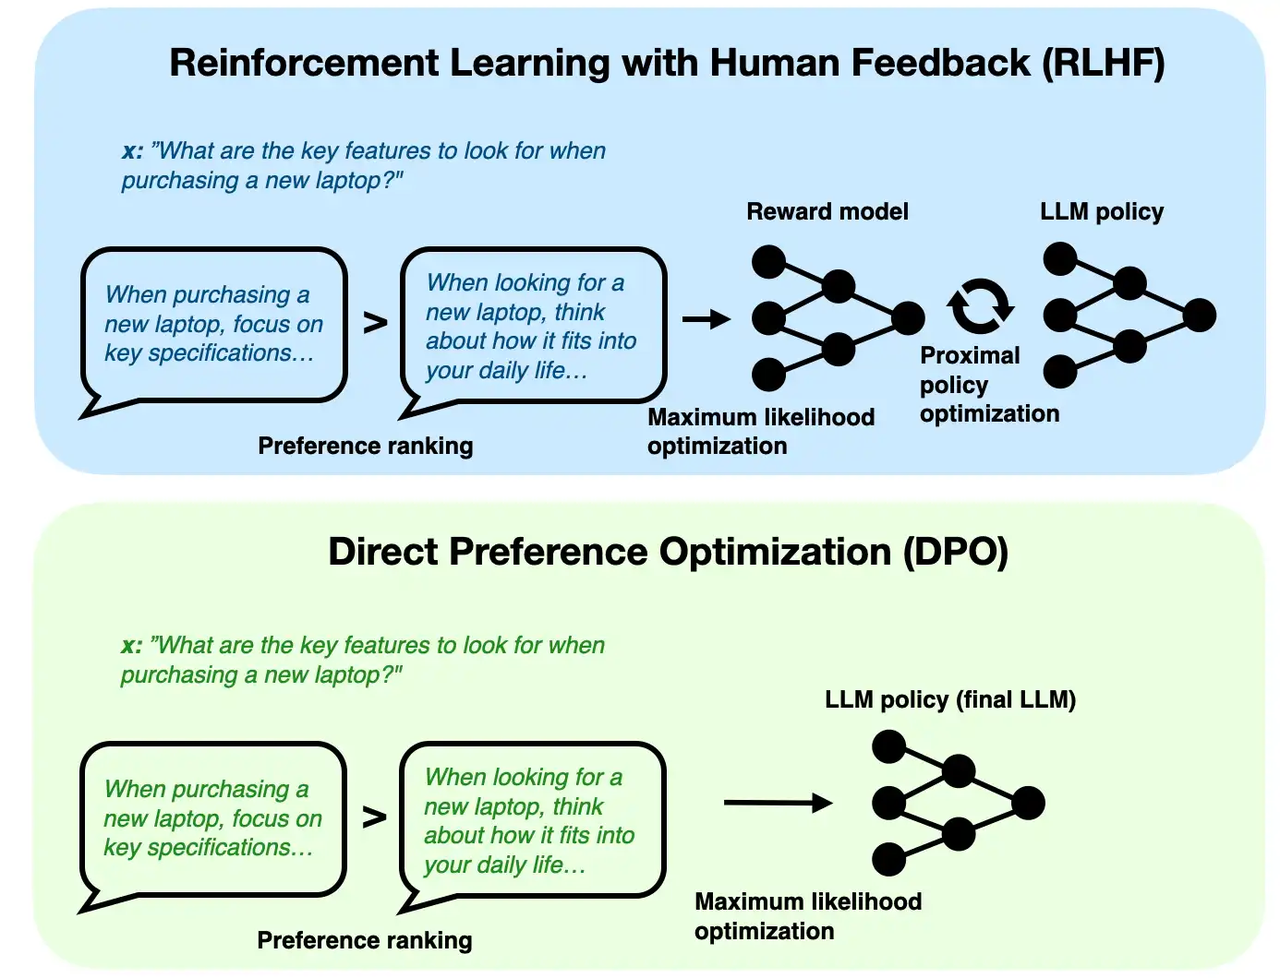 Reinforcement Learning with Human Feedback (RLHF)
x: ”What are the key features to look for when
purchasing a new laptop?"
Reward model
LLM policy
When purchasing a
new laptop, focus on
key specifications…
>
When looking for a
new laptop, think
about how it fits into
your daily life…
Proximal
policy
optimization
Maximum likelihood
optimization
Preference ranking
Direct Preference Optimization (DPO)
x: ”What are the key features to look for when
purchasing a new laptop?"
LLM policy (final LLM)
When purchasing a
new laptop, focus on
key specifications…
>
When looking for a
new laptop, think
about how it fits into
your daily life…
Maximum likelihood
optimization
Preference ranking